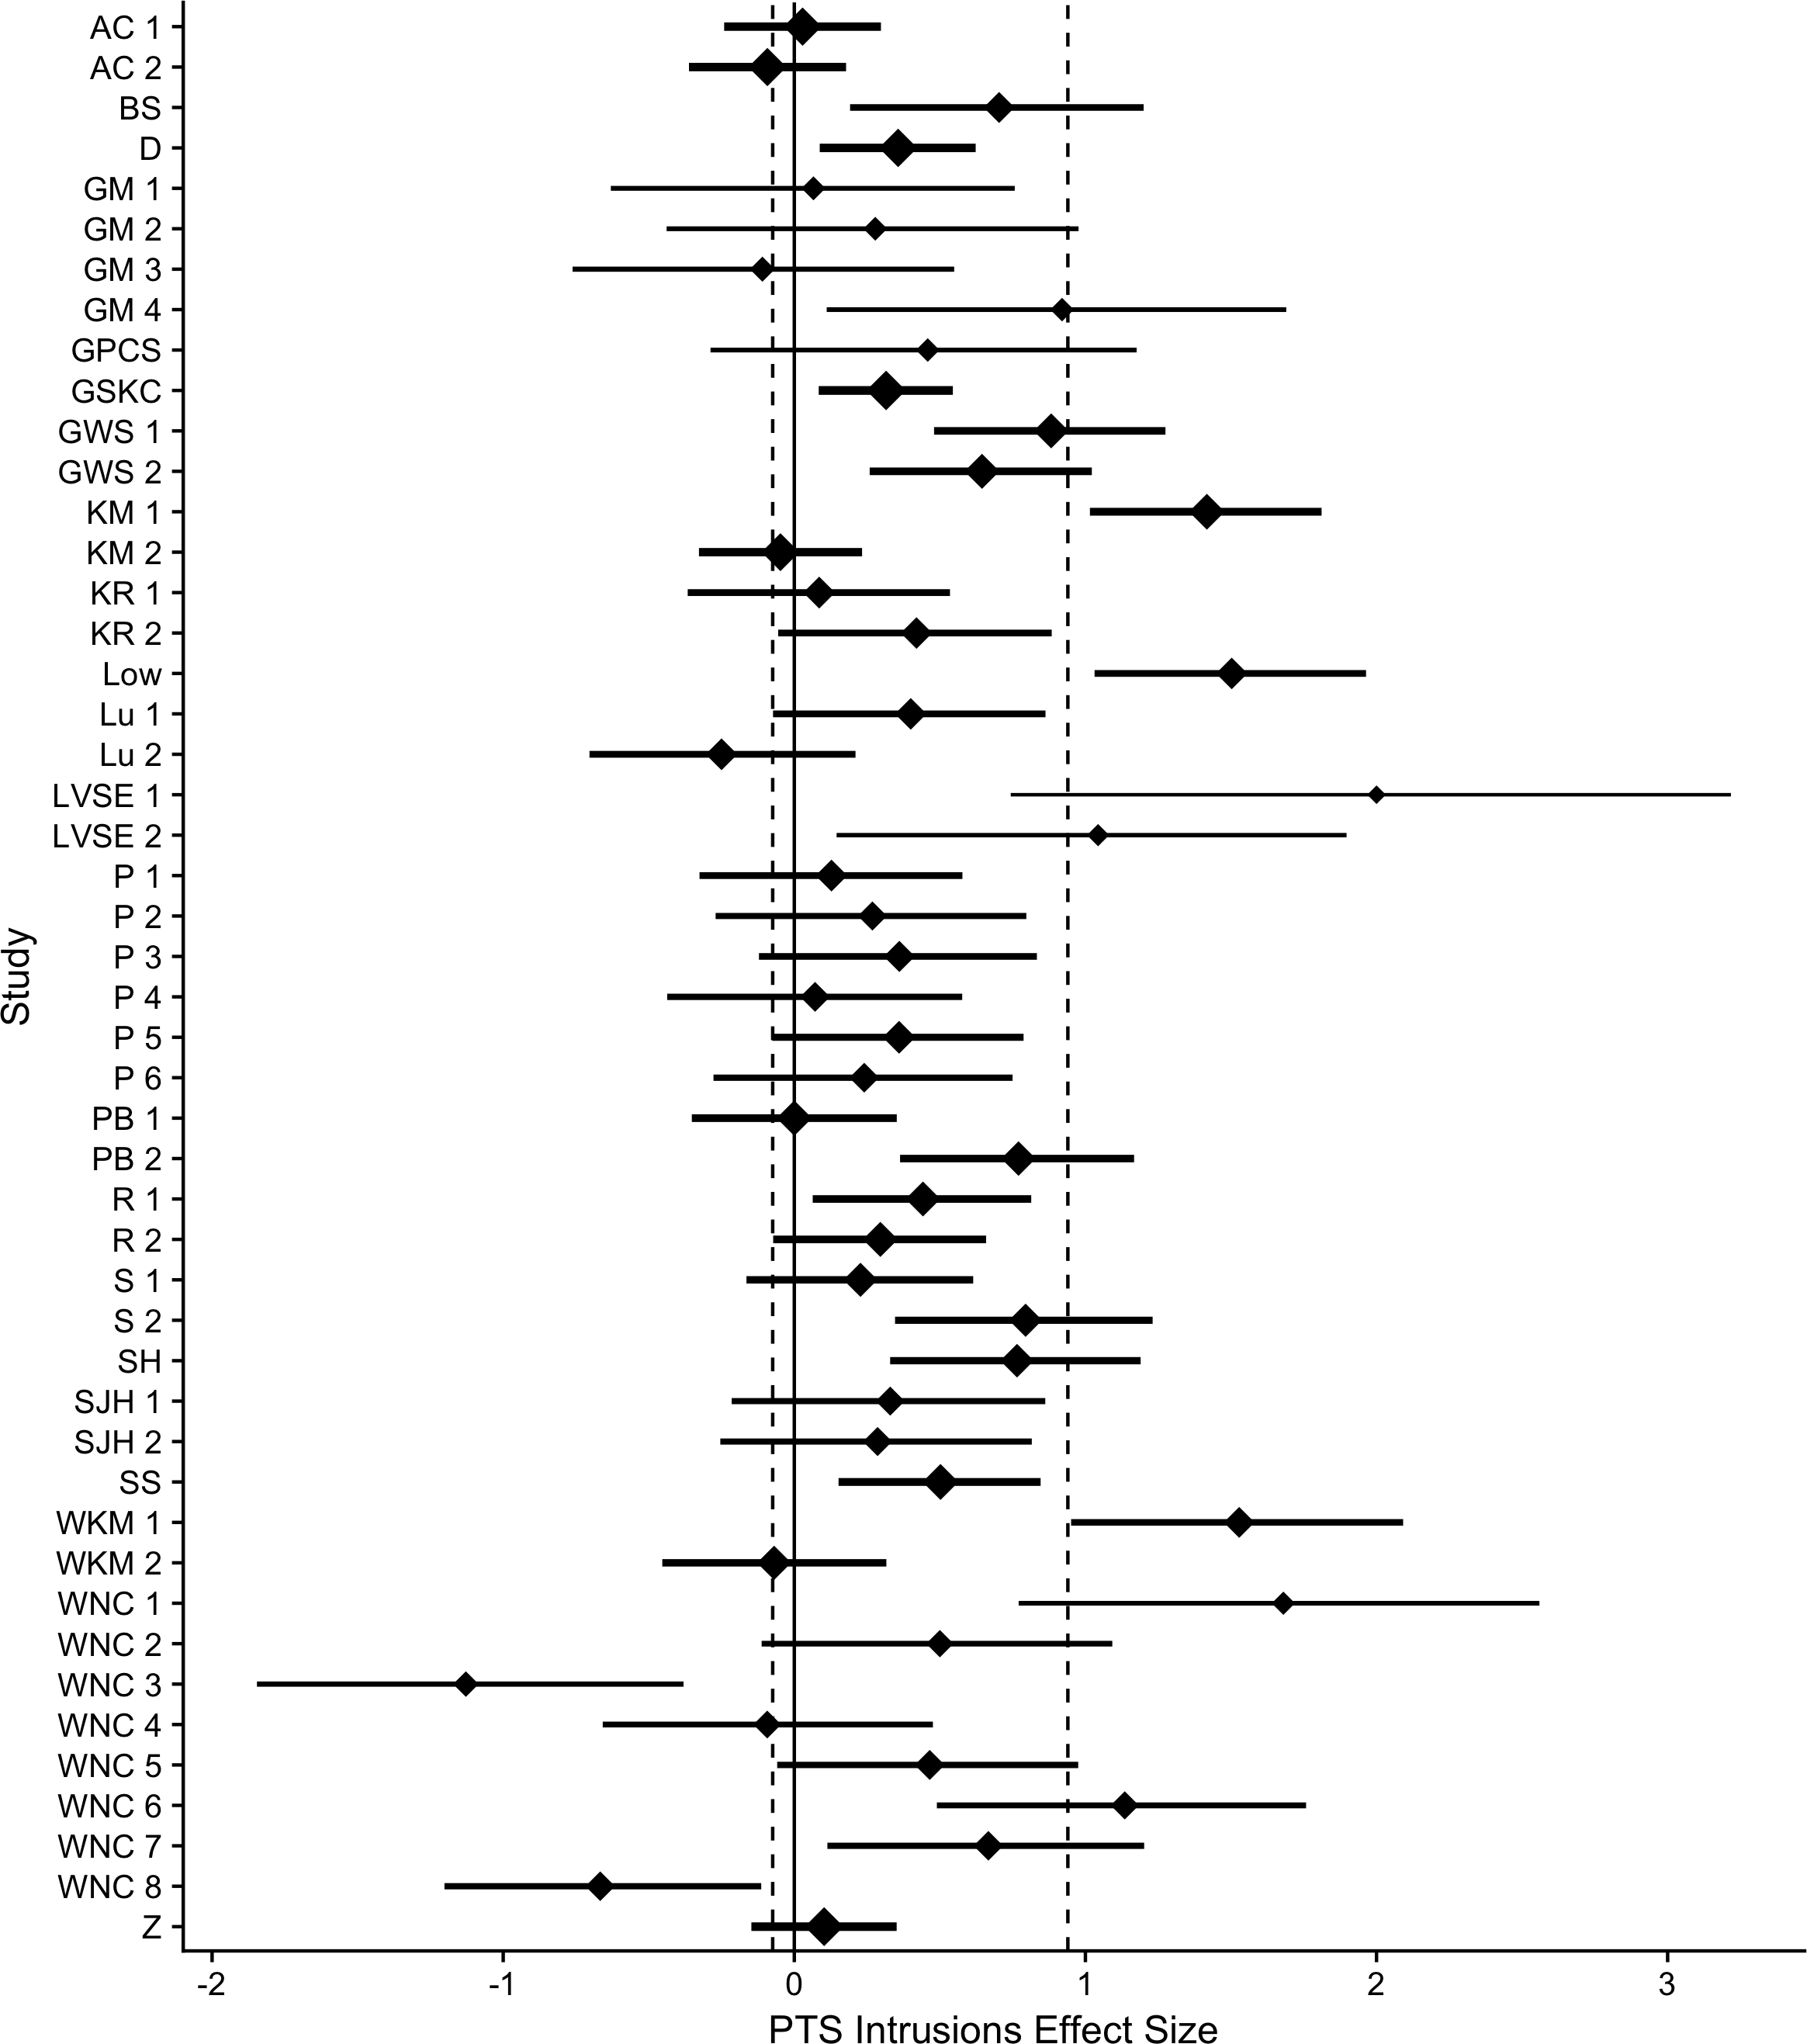 AC 1
AC 2
BS
D
GM 1
GM 2
GM 3
GM 4
GPCS
GSKC
GWS 1
GWS 2
KM 1
KM 2
KR 1
KR 2
Low
Lu 1
Lu 2
LVSE 1
LVSE 2
P 1
P 2
P 3
P 4
P 5
P 6
PB 1
PB 2
R 1
R 2
S 1
S 2
SH
SJH 1
SJH 2
SS
WKM 1
WKM 2
WNC 1
WNC 2
WNC 3
WNC 4
WNC 5
WNC 6
WNC 7
WNC 8
Z
Study
-2 -1 0 1 2 3
PTS Intrusions Effect Size